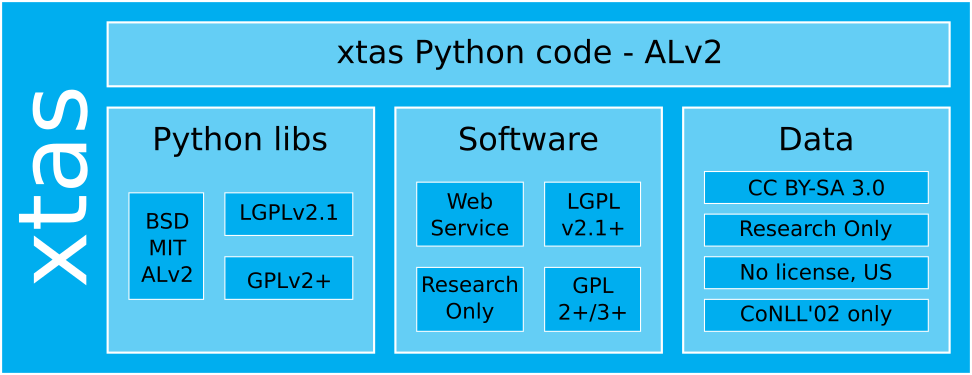 xtas
xtas Python code - ALv2
Python libs
BSD
MIT
ALv2
LGPLv2.1
GPLv2+
Software
Web
Service
LGPL
v2.1+
Research
Only
GPL
2+/3+
Data
CC BY-SA 3.0
Research Only
No license, US
CoNLL'02 only